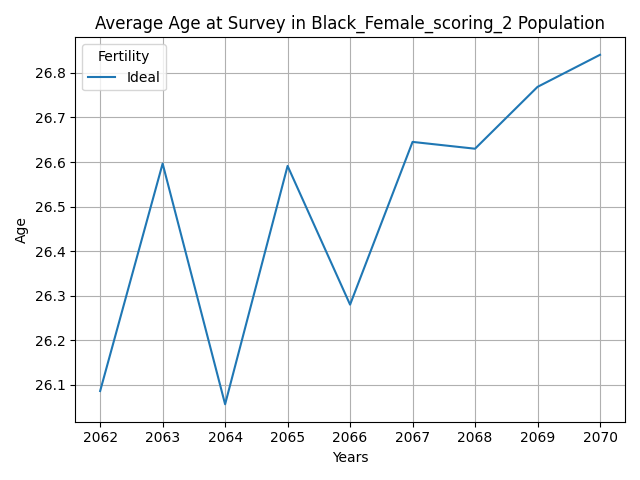 Average Age at Survey in Black_Female_scoring_2 Population
Fertility
Ideal
26.8
26.7
26.6
26.5
26.4
26.3
26.2
26.1
Age
2062 2063 2064 2065 2066 2067 2068 2069 2070
Years